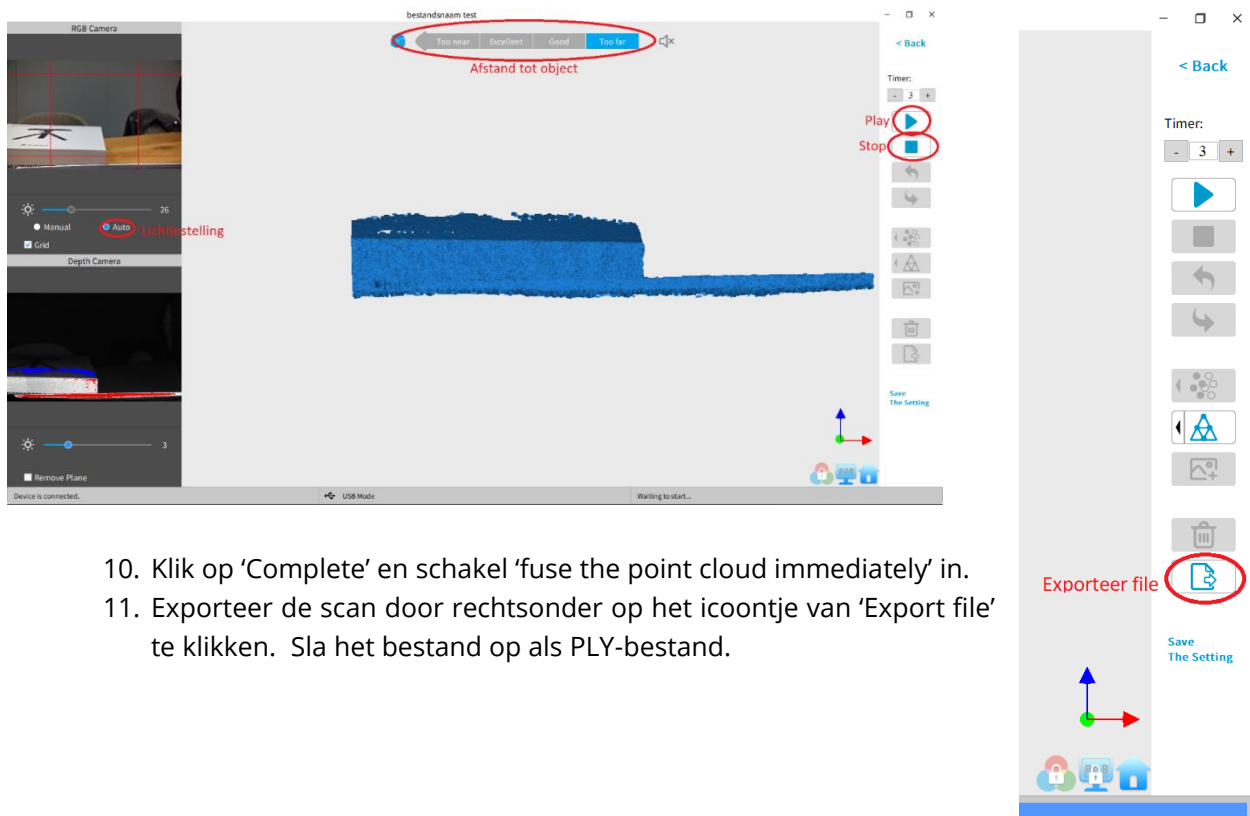 bestandsnaam test
RGB Camera
Too near Excellent Good Too far
Afstand tot object
< Back
Timer:
- 3 +
Play
Stop
26
Manual Auto
Lichtinstelling
Grid
Depth Camera
3
Remove Plane
Save
The Setting
RGB
Device is connected. USB Mode Waiting to start...
10. Klik op ‘Complete’ en schakel ‘fuse the point cloud immediately’ in.
11. Exporteer de scan door rechtsonder op het icoontje van ‘Export file’
te klikken. Sla het bestand op als PLY-bestand.
< Back
Timer:
- 3 +
Exporteer file
Save
The Setting
RGB